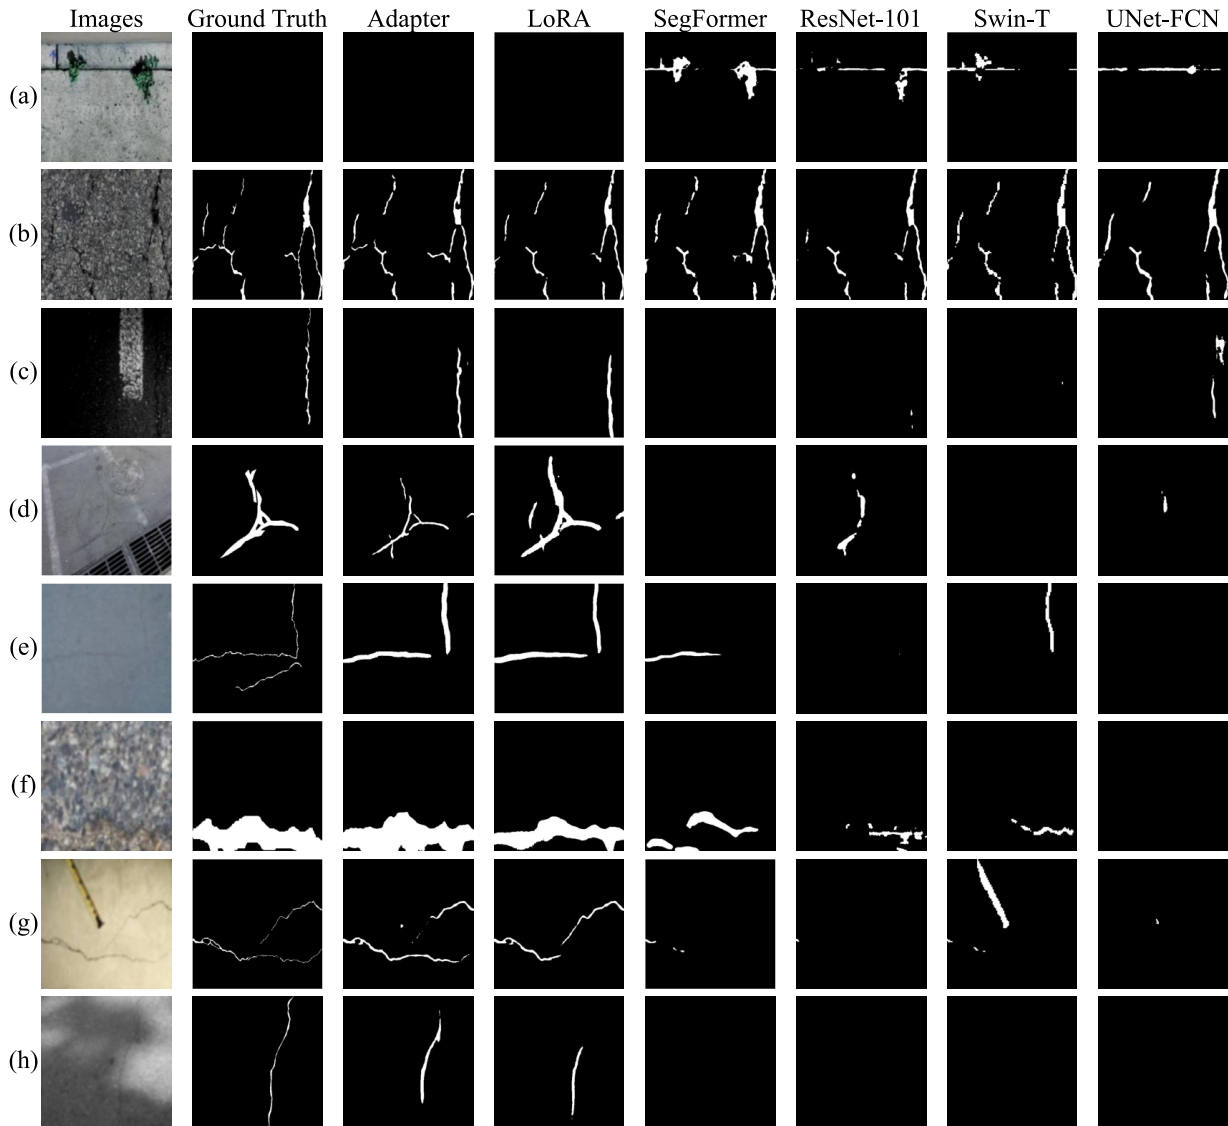 Images Ground Truth Adapter LoRA SegFormer ResNet-101 Swin-T UNet-FCN
(a)
(b)
(c)
(d)
(e)
(f)
(g)
(h)